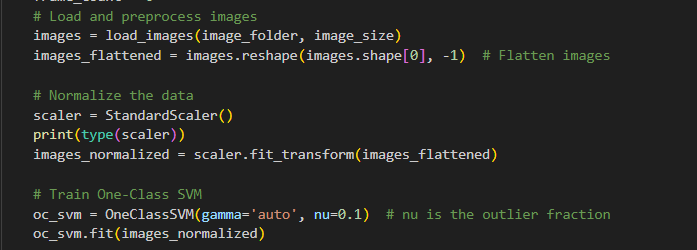 # Load and preprocess images
images = load_images(image_folder, image_size)
images_flattened = images.reshape(images.shape[0], -1)  # Flatten images
# Normalize the data
scaler = StandardScaler()
print(type(scaler))
images_normalized = scaler.fit_transform(images_flattened)
# Train One-Class SVM
oc_svm = OneClassSVM(gamma='auto', nu=0.1)  # nu is the outlier fraction
oc_svm.fit(images_normalized)